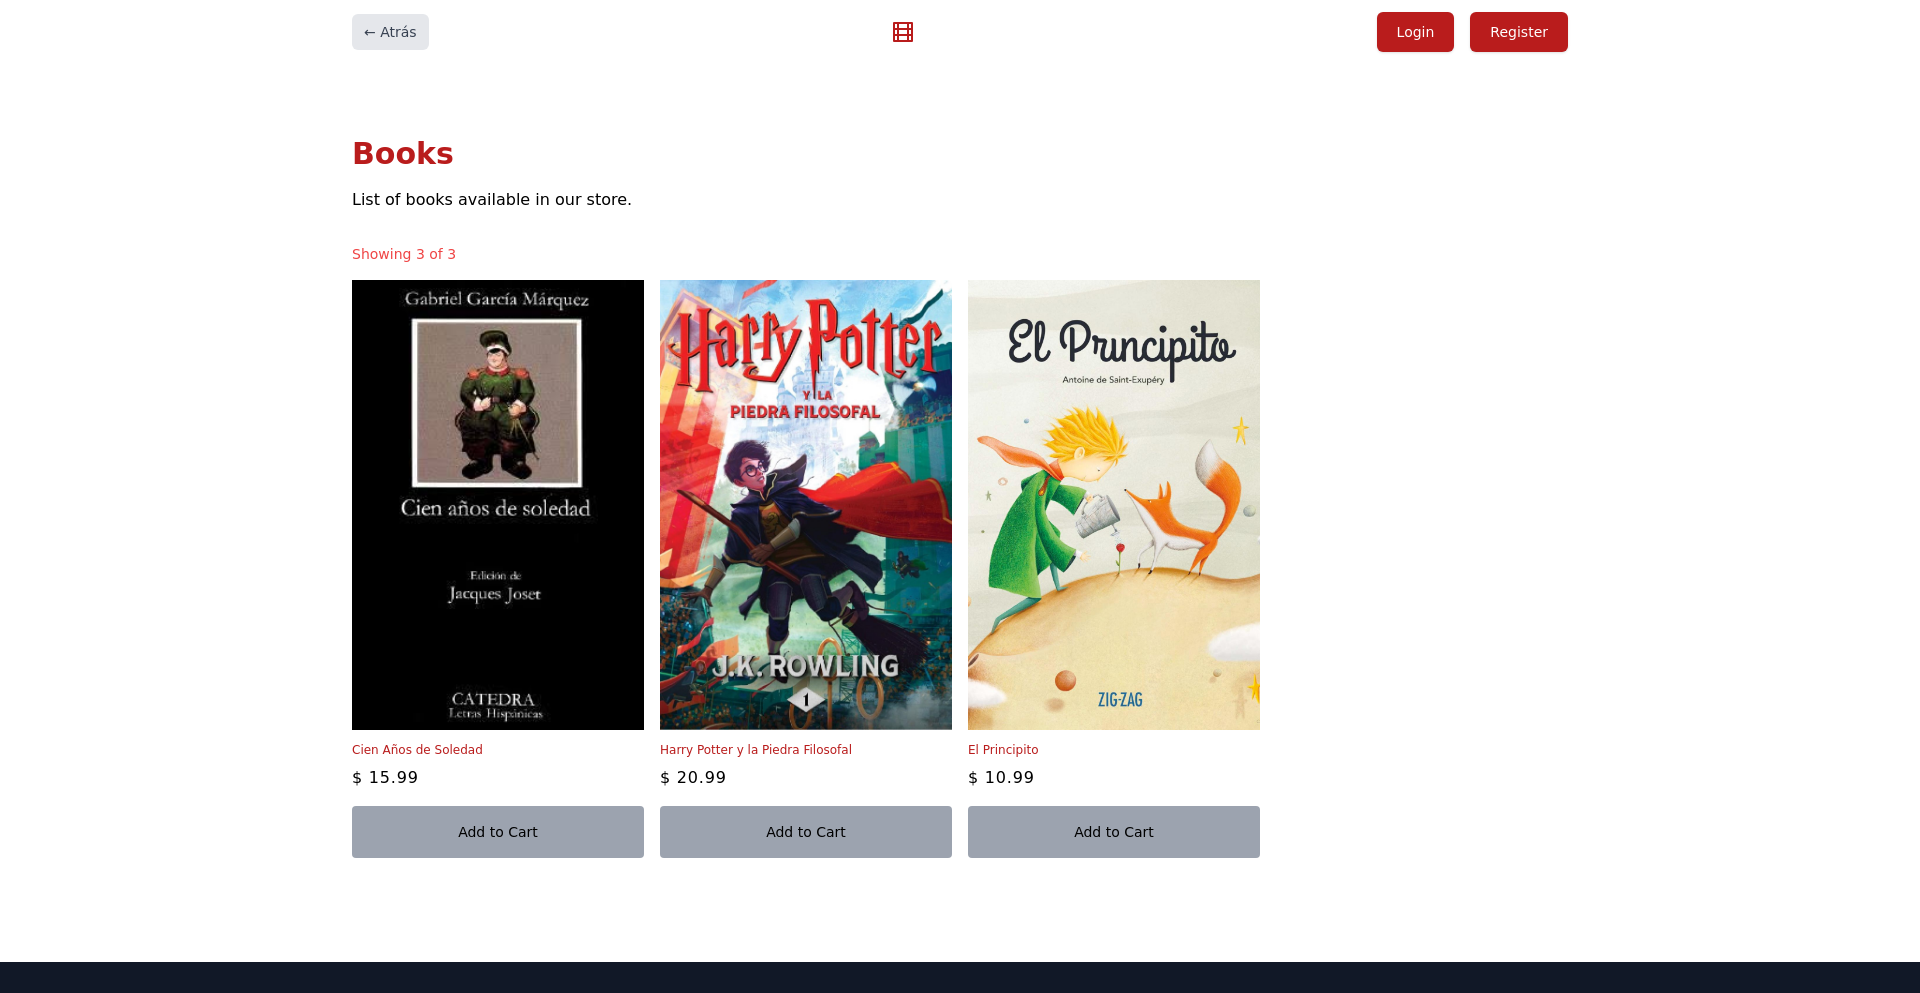 ← Atrás
Login
Register
Books
List of books available in our store.
Showing 3 of 3
Gabriel García Márquez
Cien años de soledad
Edición de
Jacques Joset
CATEDRA
Letras Hispánicas
Harry Potter
Y LA
PIEDRA FILOSOFAL
J.K. ROWLING
1
El Principito
Antoine de Saint-Exupéry
ZIG-ZAG
Cien Años de Soledad
$ 15.99
Add to Cart
Harry Potter y la Piedra Filosofal
$ 20.99
Add to Cart
El Principito
$ 10.99
Add to Cart